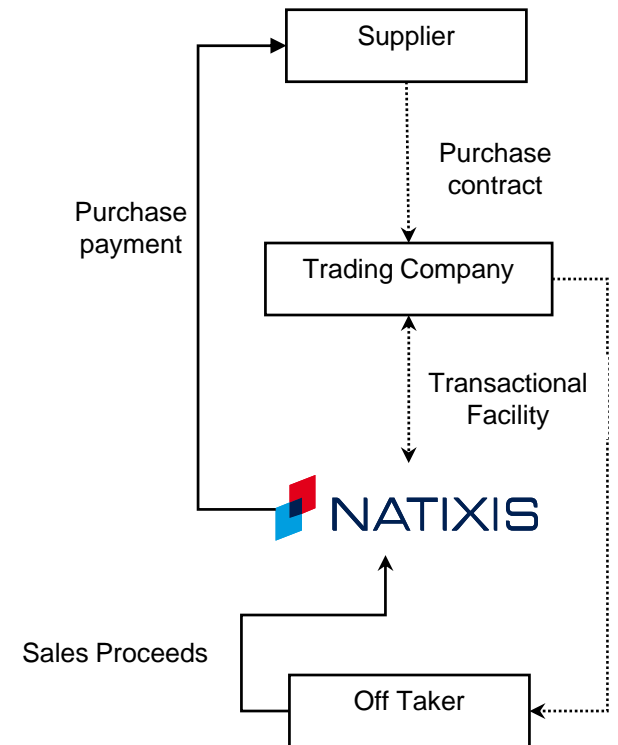 Supplier
Purchase
contract
Purchase
payment
Trading Company
Transactional
Facility
NATIXIS
Sales Proceeds
Off Taker